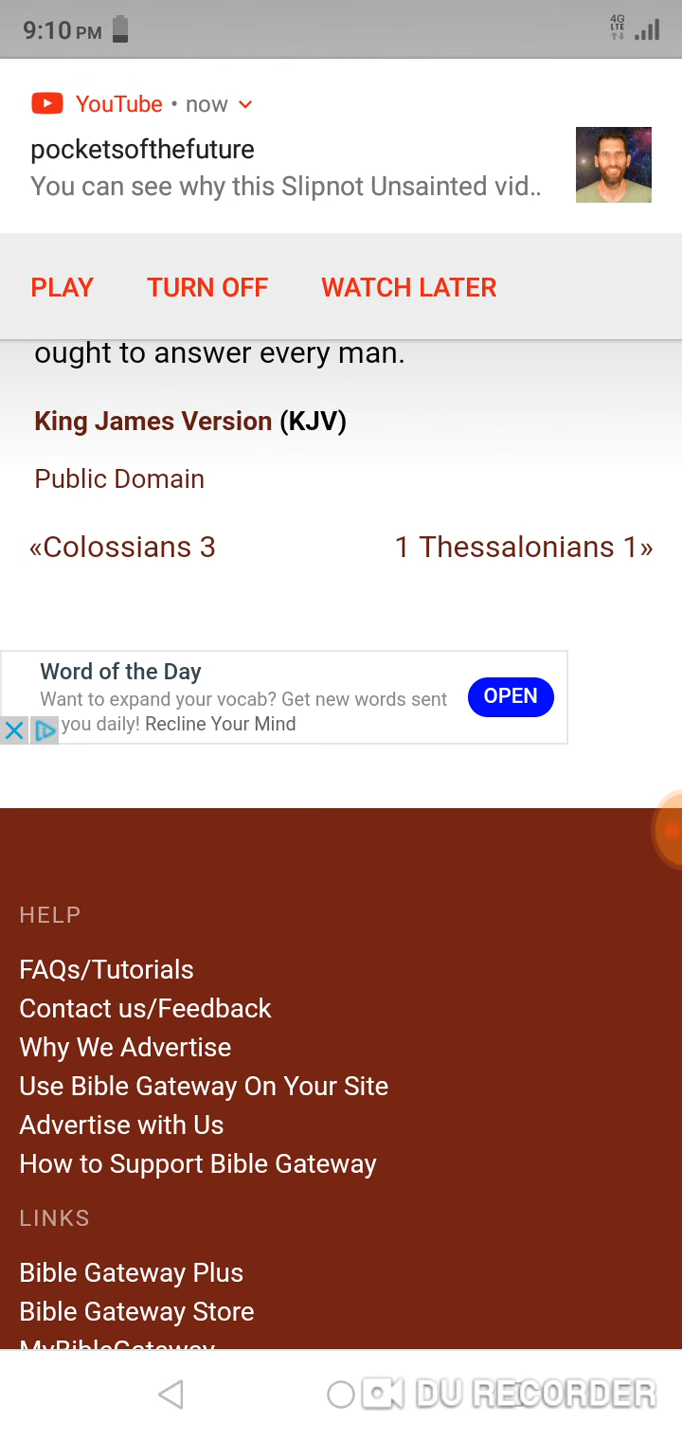 9:10 PM
4G
LTE
YouTube • now
pocketsofthefuture
You can see why this Slipnot Unsainted vid..
PLAY TURN OFF WATCH LATER
ought to answer every man.
King James Version (KJV)
Public Domain
«Colossians 3 1 Thessalonians 1»
Word of the Day
Want to expand your vocab? Get new words sent
you daily! Recline Your Mind
OPEN
HELP
FAQs/Tutorials
Contact us/Feedback
Why We Advertise
Use Bible Gateway On Your Site
Advertise with Us
How to Support Bible Gateway
LINKS
Bible Gateway Plus
Bible Gateway Store
MyBibleGateway
DU RECORDER